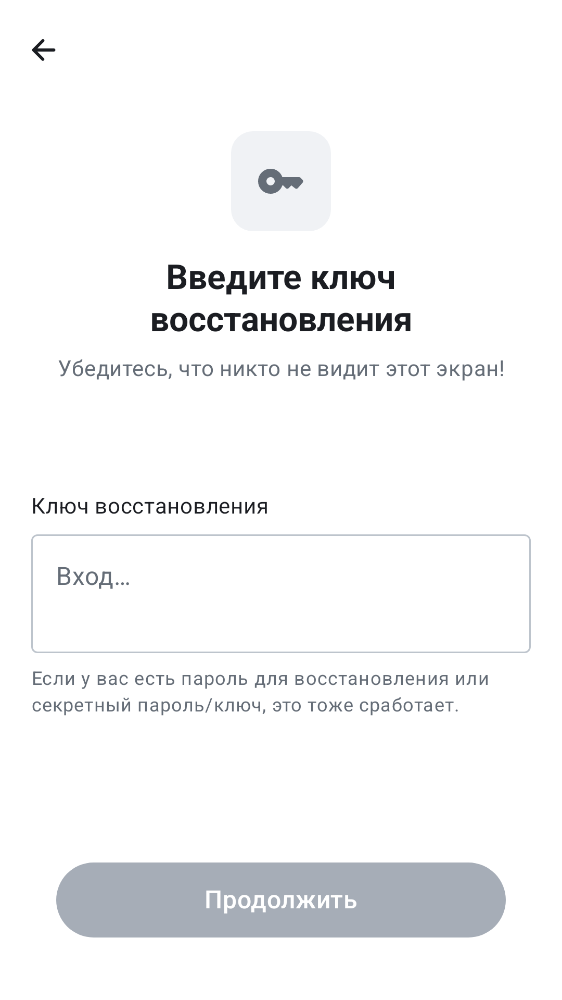 Введите ключ
восстановления
Убедитесь, что никто не видит этот экран!
Ключ восстановления
Вход…
Если у вас есть пароль для восстановления или
секретный пароль/ключ, это тоже сработает.
Продолжить